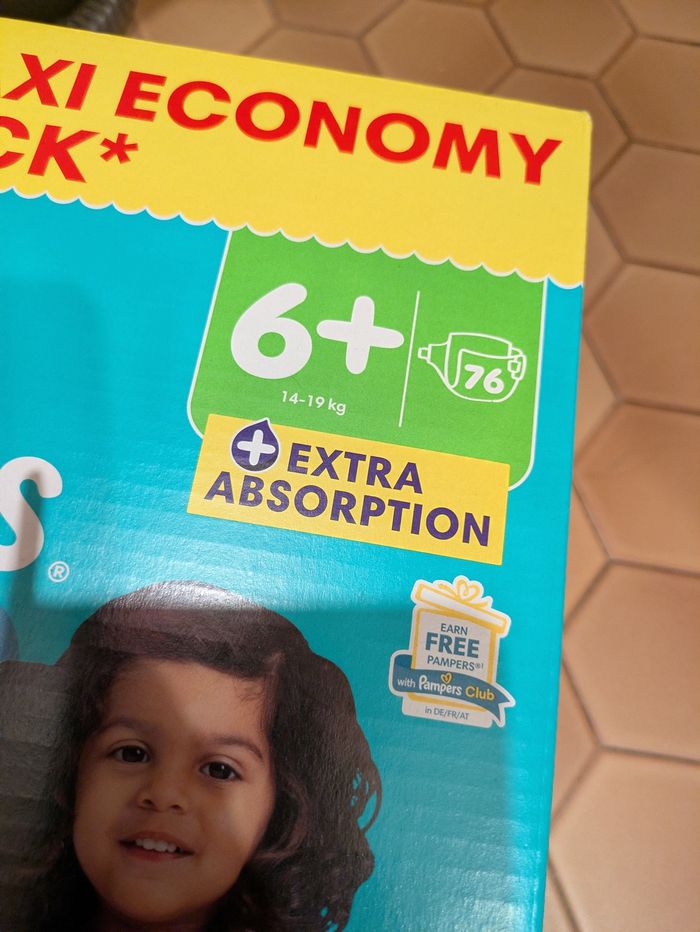 XI ECONOMY
CK*
6+
14-19 kg
76
+ EXTRA
ABSORPTION
S®
EARN
FREE
PAMPERS®!
with Pampers Club
in DE/FR/AT